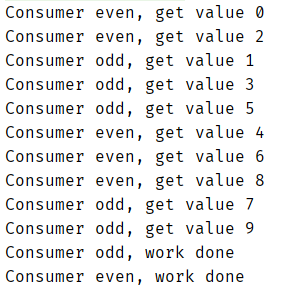 Consumer even, get value 0
Consumer even, get value 2
Consumer odd, get value 1
Consumer odd, get value 3
Consumer odd, get value 5
Consumer even, get value 4
Consumer even, get value 6
Consumer even, get value 8
Consumer odd, get value 7
Consumer odd, get value 9
Consumer odd, work done
Consumer even, work done